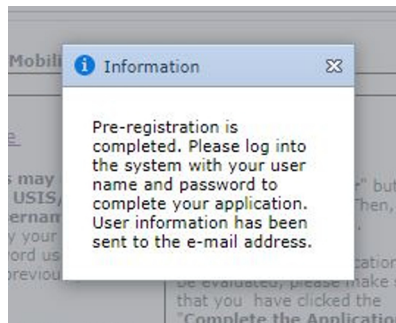 Mobili
Information
Pre-registration is
completed. Please log into
the system with your user
name and password to
complete your application.
User information has been
sent to the e-mail address.
e
s may
USIS/
ernam
y your
ord us
previou
" but
Then,
cation
be evaluated, please make s
that you have clicked the
"Complete the Application